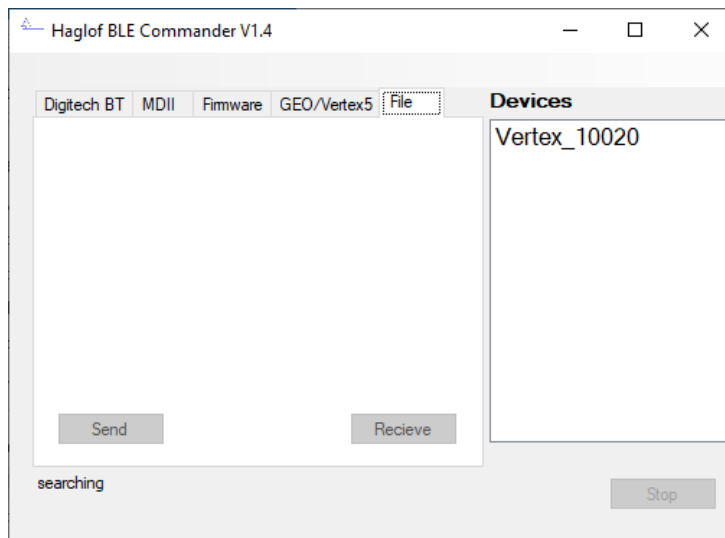 Haglof BLE Commander V1.4
Digitech BT MDII Firmware GEO/Vertex5 File
Devices
Vertex_10020
Send Recieve
searching
Stop